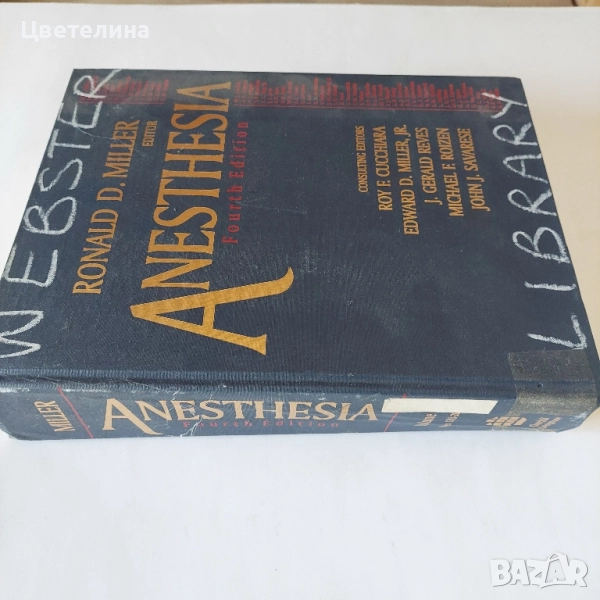 Цветелина
WEBSTER
RONALD D. MILLER
EDITOR
ANESTHESIA
Fourth Edition
CONSULTING EDITORS
ROY F. CUCCHIARA
EDWARD D. MILLER, JR.
J. GERALD REVES
MICHAEL F. ROIZEN
JOHN J. SAVARESE
LIBRARY
MILLER
ANESTHESIA
Fourth Edition
BAZAR